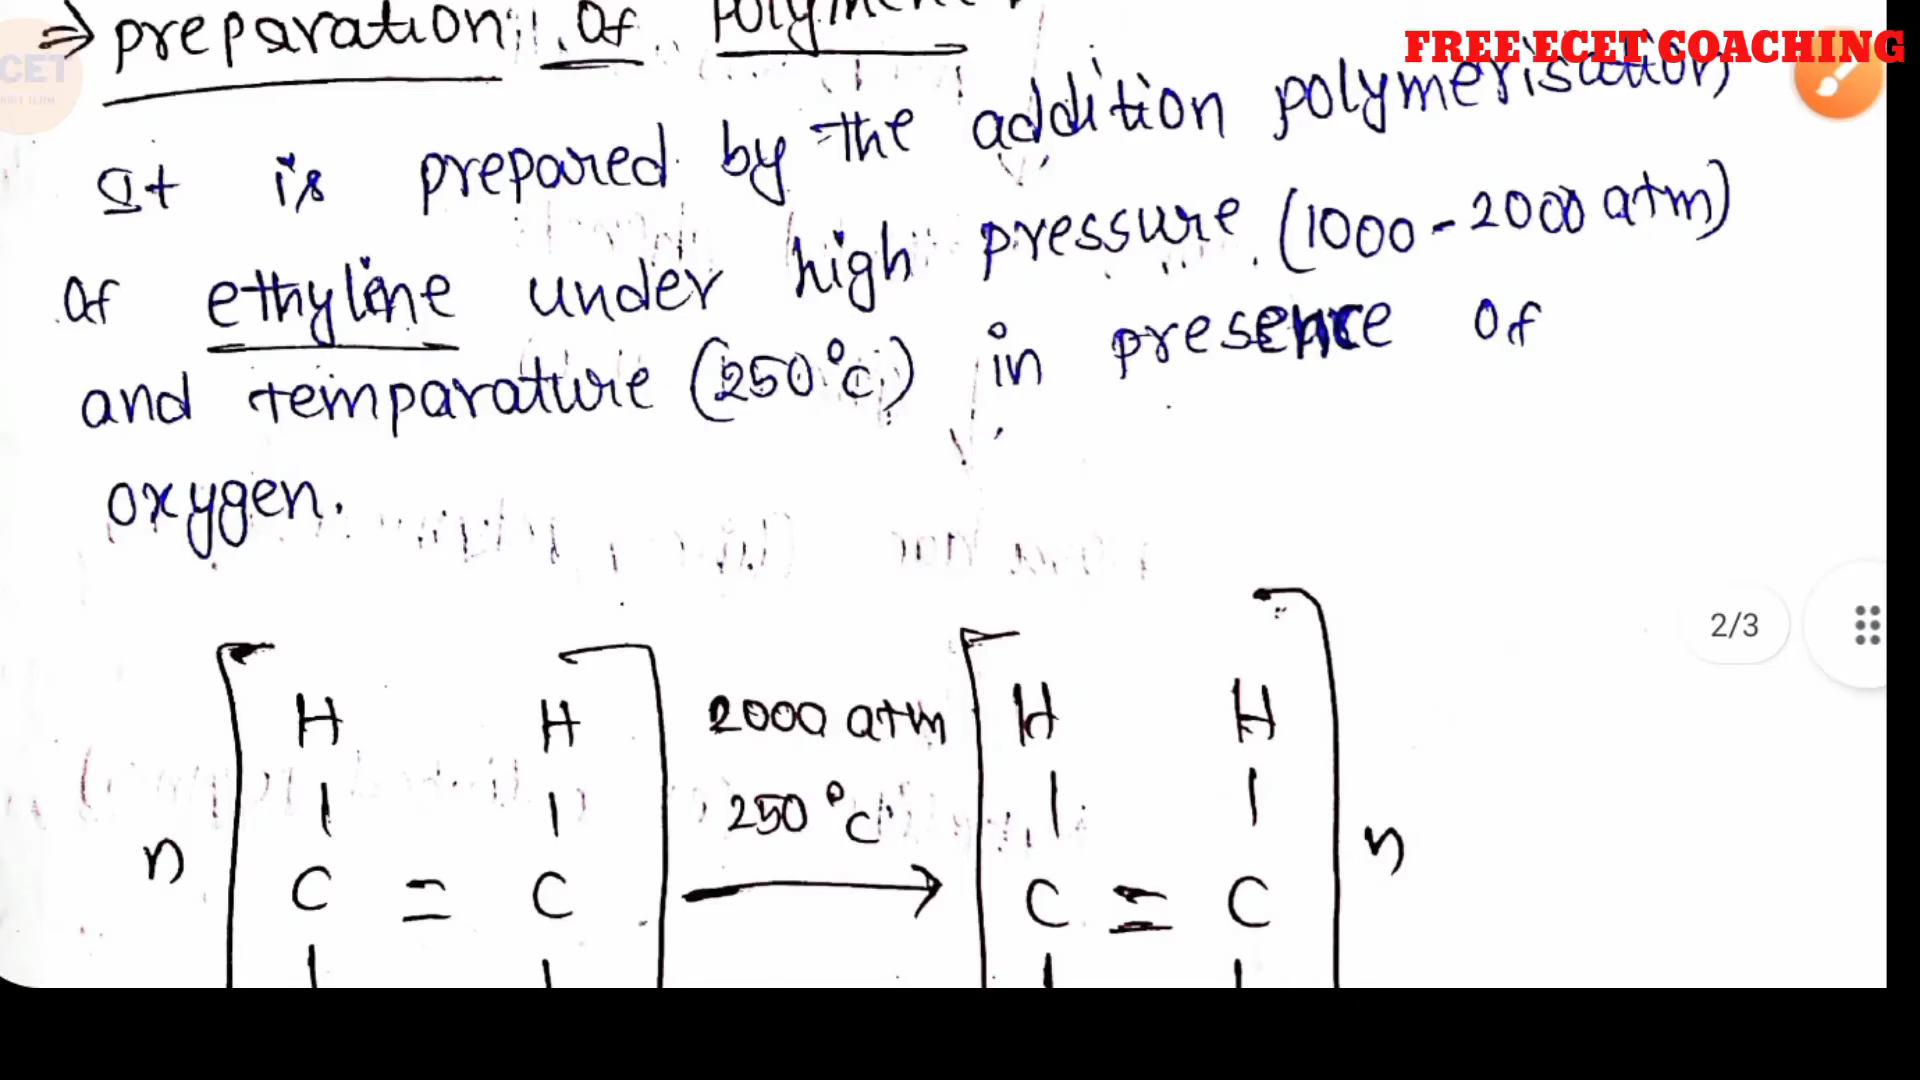 FREE ECET COACHING
CET
⇒ preparation of
It is prepared by the addition polymerisation
of ethylene under high pressure (1000 - 2000 atm)
and temparature (250°c) in presence of
oxygen.
2/3
H H 2000 atm H H
| | 250 °c | |
n C = C → C = C n
| | | |